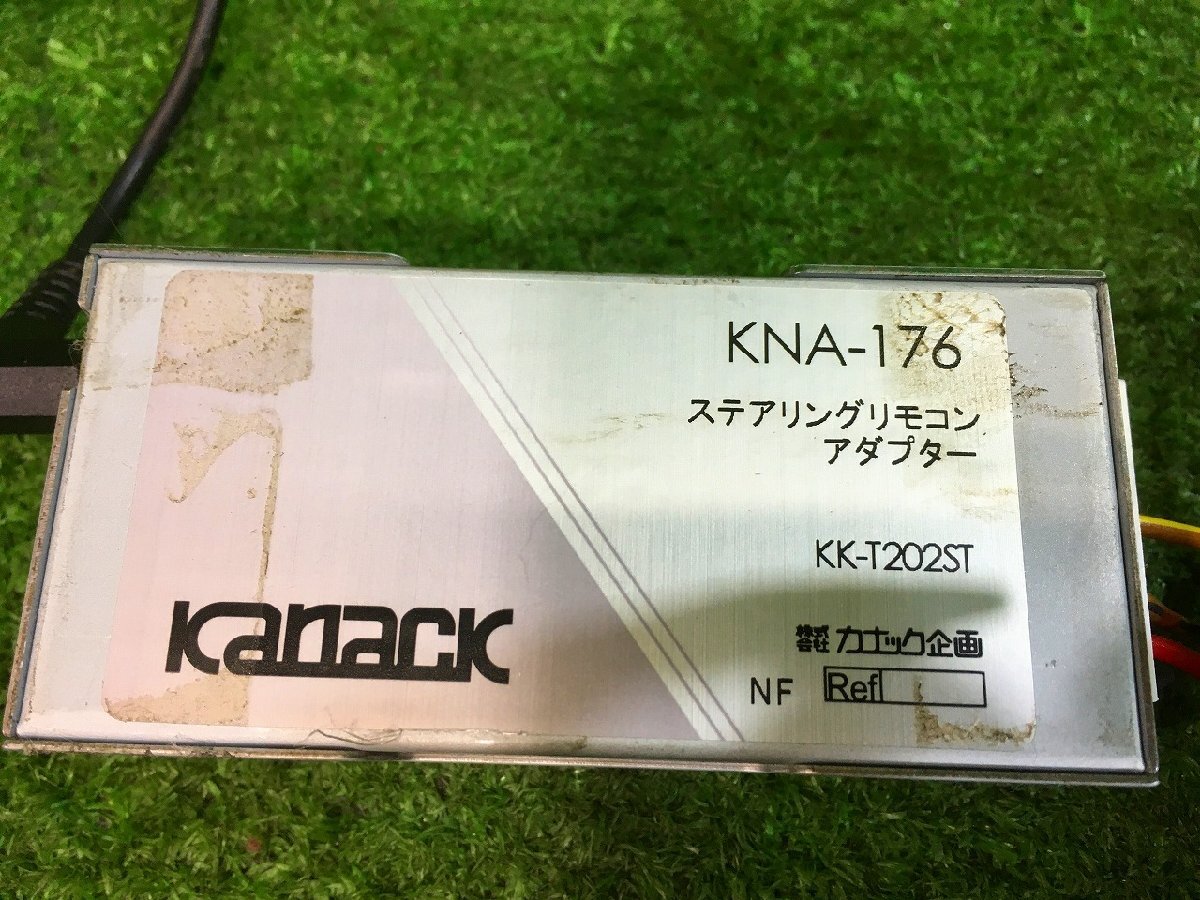 KNA-176
ステアリングリモコン
アダプター
KK-T202ST
Kanack
株式会社 カナック企画
NF Ref